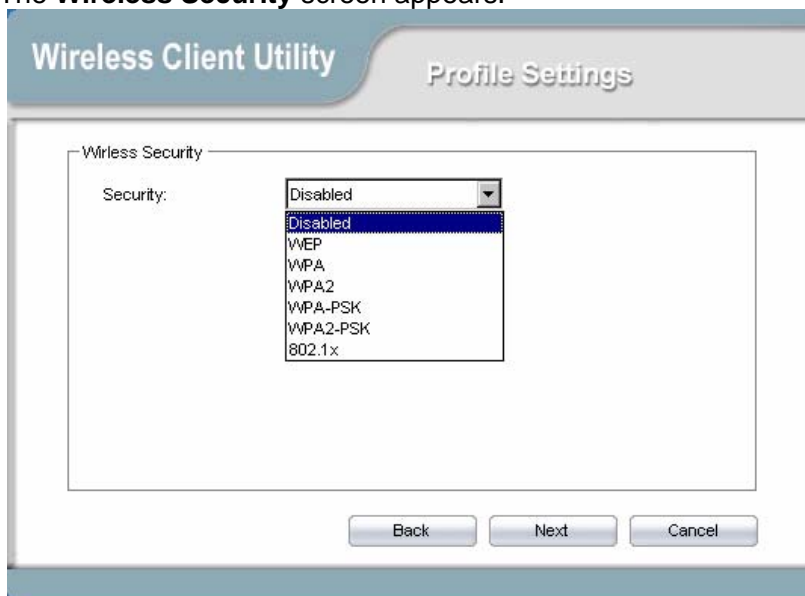 The Wireless Security screen appears.
Wireless Client Utility
Profile Settings
Wirless Security
Security:
Disabled
Disabled
WEP
WPA
WPA2
WPA-PSK
WPA2-PSK
802.1x
Back Next Cancel